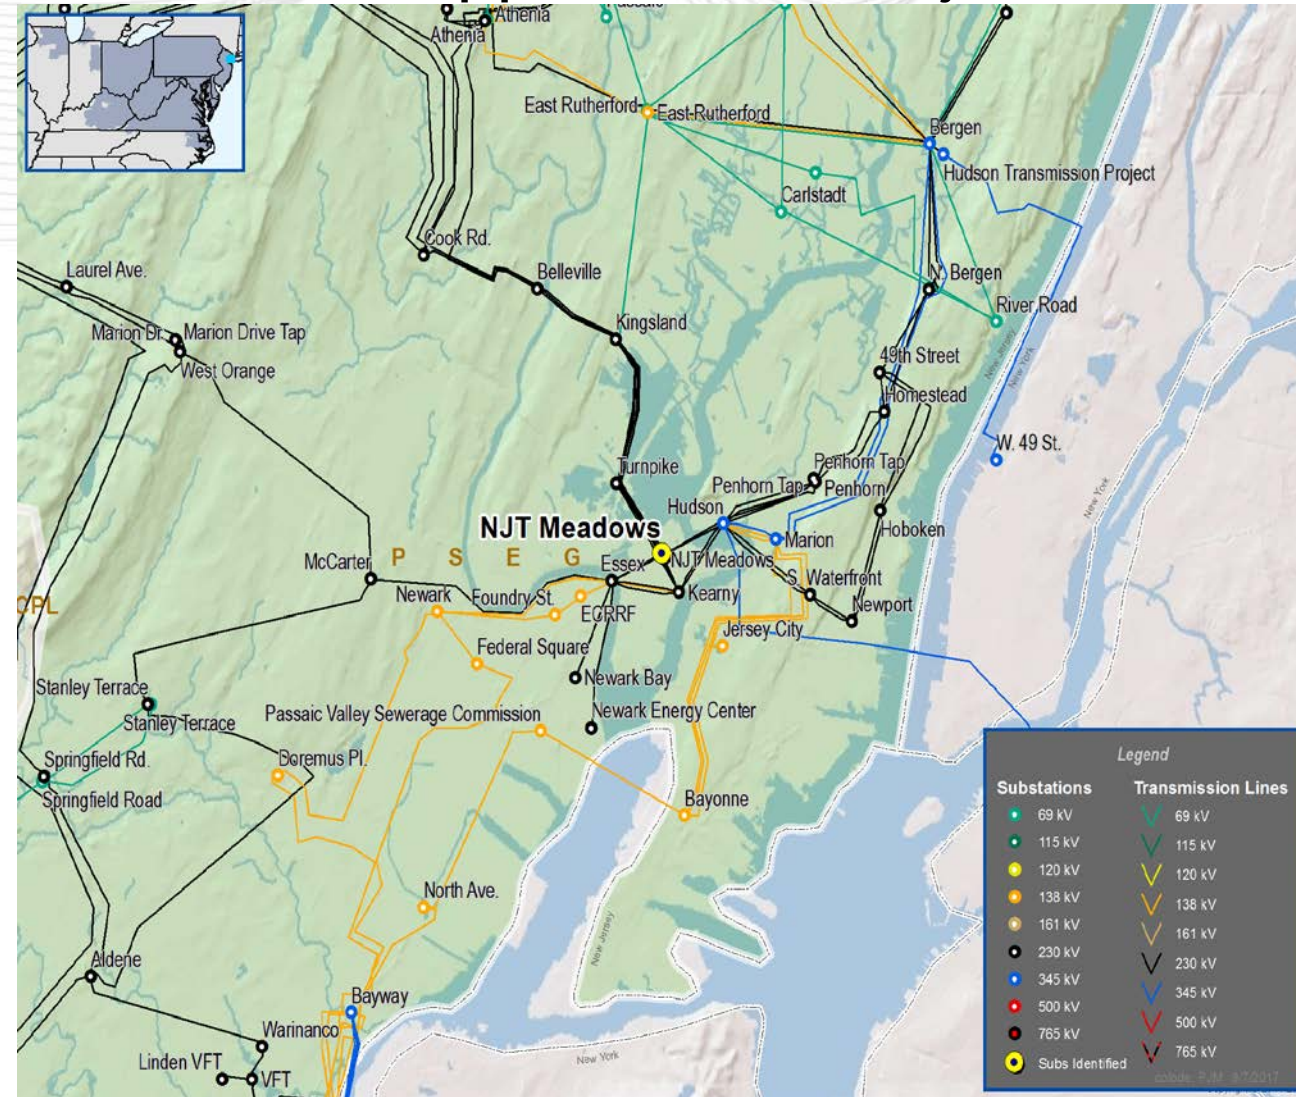 Athenia
Passaic
Athenia
East Rutherford
East Rutherford
Bergen
Hudson Transmission Project
Carlstadt
Cook Rd.
Laurel Ave.
Belleville
N. Bergen
River Road
Kingsland
Marion Dr.
Marion Drive Tap
West Orange
49th Street
New Jersey
New York
Homestead
W. 49 St.
Turnpike
Penhorn Tap
Penhorn Tap
Penhorn
New York
Hudson
Hoboken
NJT Meadows
Marion
McCarter
P S E G
Essex
NJT Meadows
S. Waterfront
Newark
Foundry St.
Kearny
CPL
ECRRF
Newport
Jersey City
Federal Square
Newark Bay
Stanley Terrace
Stanley Terrace
Passaic Valley Sewerage Commission
Newark Energy Center
Springfield Rd.
Doremus Pl.
Springfield Road
Bayonne
North Ave.
New Jersey
Aldene
Bayway
Warinanco
Linden VFT
VFT
New York
Legend
Substations
69 kV
115 kV
120 kV
138 kV
161 kV
230 kV
345 kV
500 kV
765 kV
Subs Identified
Transmission Lines
69 kV
115 kV
120 kV
138 kV
161 kV
230 kV
345 kV
500 kV
765 kV